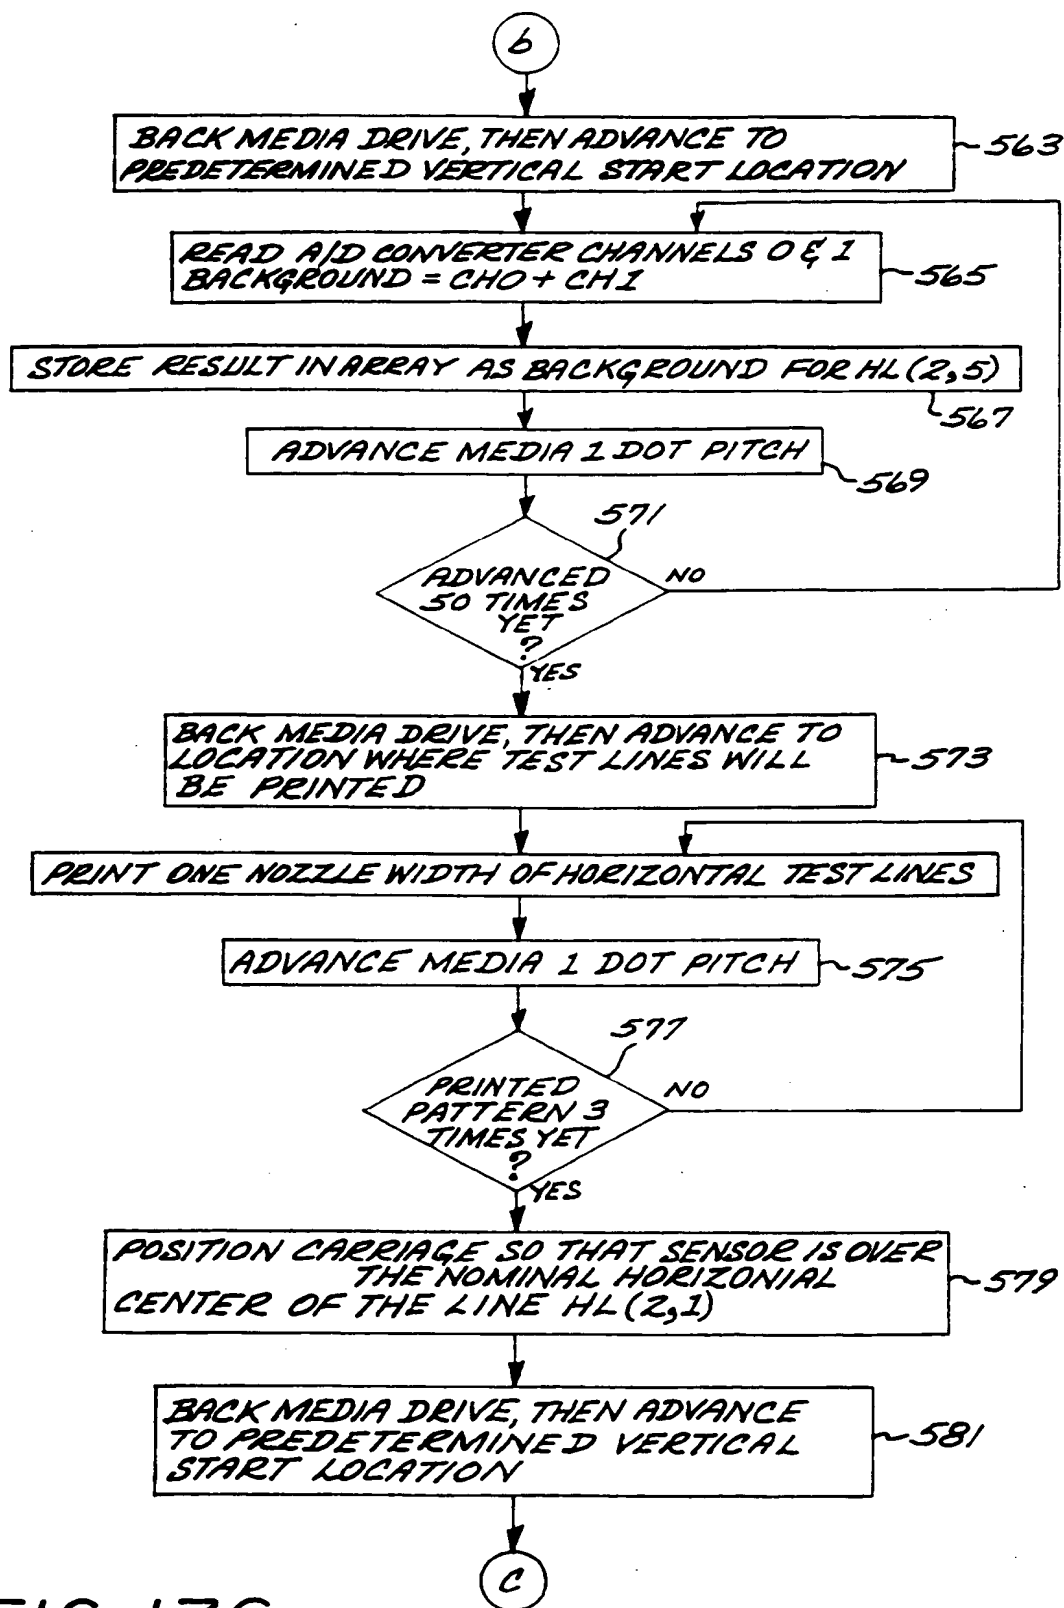 b
BACK MEDIA DRIVE, THEN ADVANCE TO
PREDETERMINED VERTICAL START LOCATION
563
READ A/D CONVERTER CHANNELS 0 & 1
BACKGROUND = CH0 + CH1
565
STORE RESULT IN ARRAY AS BACKGROUND FOR HL(2,5)
567
ADVANCE MEDIA 1 DOT PITCH
569
571
ADVANCED
50 TIMES
YET
?
NO
YES
BACK MEDIA DRIVE, THEN ADVANCE TO
LOCATION WHERE TEST LINES WILL
BE PRINTED
573
PRINT ONE NOZZLE WIDTH OF HORIZONTAL TEST LINES
ADVANCE MEDIA 1 DOT PITCH
575
577
PRINTED
PATTERN 3
TIMES YET
?
NO
YES
POSITION CARRIAGE SO THAT SENSOR IS OVER
THE NOMINAL HORIZONIAL
CENTER OF THE LINE HL(2,1)
579
BACK MEDIA DRIVE, THEN ADVANCE
TO PREDETERMINED VERTICAL
START LOCATION
581
C